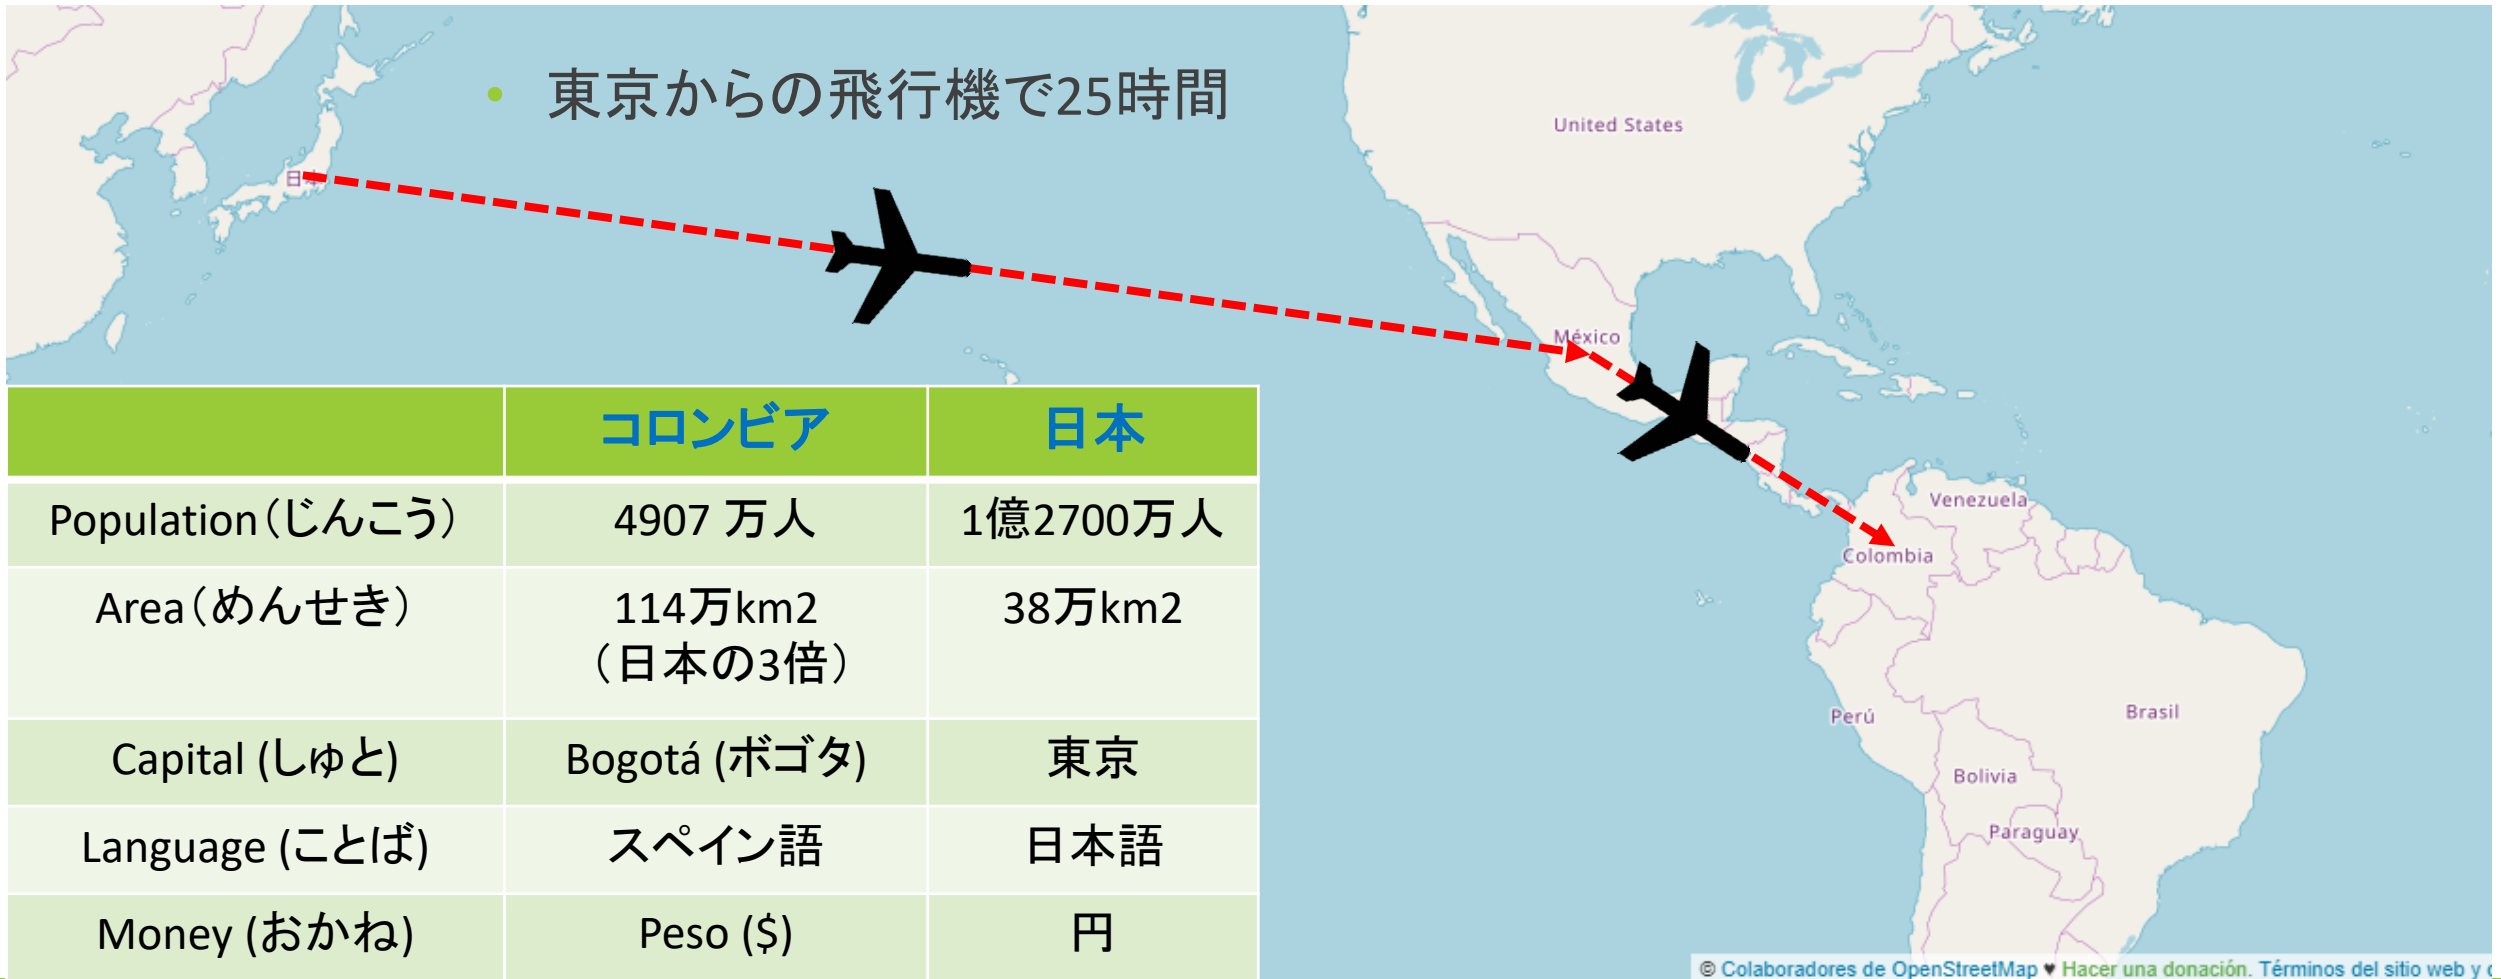 • 東京からの飛行機で25時間
日本
United States
México
Venezuela
Colombia
Perú
Brasil
Bolivia
Paraguay
コロンビア 日本
Population（じんこう） 4907 万人 1億2700万人
Area（めんせき） 114万km2 38万km2
（日本の3倍）
Capital (しゅと) Bogotá (ボゴタ) 東京
Language (ことば) スペイン語 日本語
Money (おかね) Peso ($) 円
© Colaboradores de OpenStreetMap ♥ Hacer una donación. Términos del sitio web y